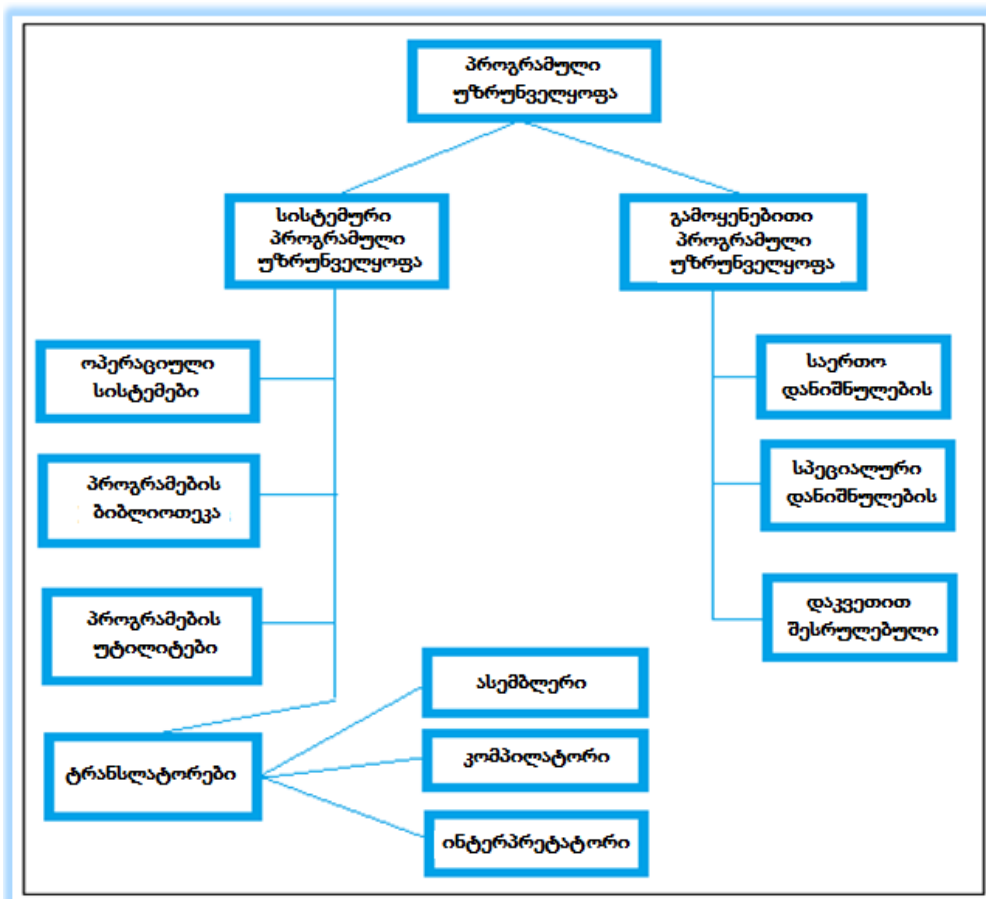 პროგრამული
უზრუნველყოფა
სისტემური
პროგრამული
უზრუნველყოფა
გამოყენებითი
პროგრამული
უზრუნველყოფა
ოპერაციული
სისტემები
პროგრამების
ბიბლიოთეკა
პროგრამების
უტილიტები
ტრანსლატორები
ასემბლერი
კომპილატორი
ინტერპრეტატორი
საერთო
დანიშნულების
სპეციალური
დანიშნულების
დაკვეთით
შესრულებული